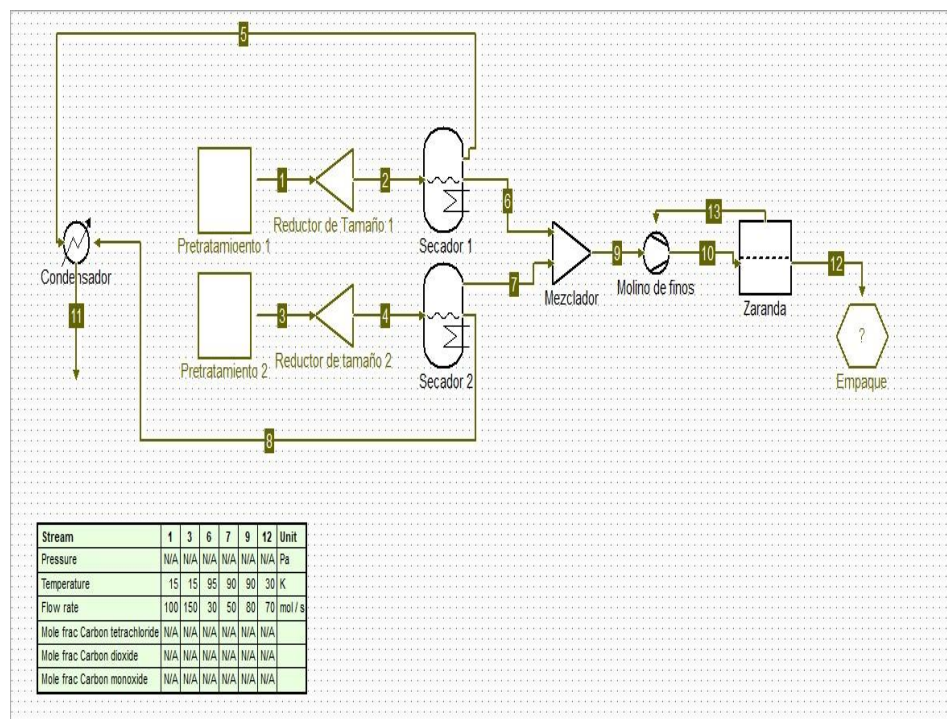 5
1
2
6
Reductor de Tamaño 1
Pretratamioento 1
Secador 1
13
9
10
12
Condensador
7
Mezclador
Molino de finos
Zaranda
11
3
4
?
Pretratamiento 2
Reductor de tamaño 2
Secador 2
Empaque
8
Stream 1 3 6 7 9 12 Unit
Pressure N/A N/A N/A N/A N/A N/A Pa
Temperature 15 15 95 90 90 30 K
Flow rate 100 150 30 50 80 70 mol / s
Mole frac Carbon tetrachloride N/A N/A N/A N/A N/A N/A
Mole frac Carbon dioxide N/A N/A N/A N/A N/A N/A
Mole frac Carbon monoxide N/A N/A N/A N/A N/A N/A